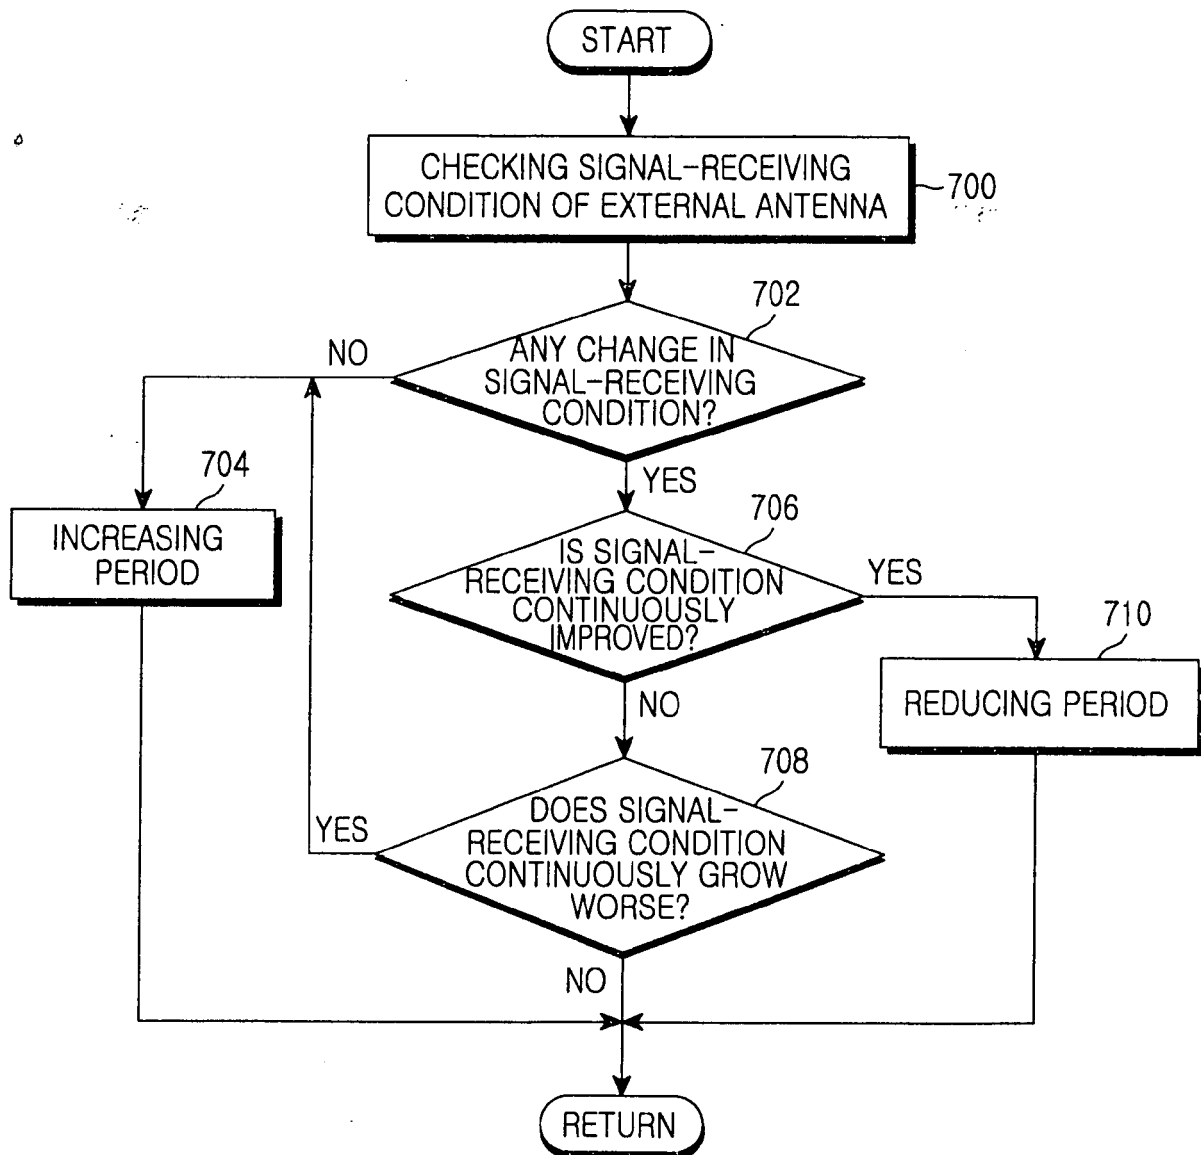 START
CHECKING SIGNAL-RECEIVING
CONDITION OF EXTERNAL ANTENNA
700
702
ANY CHANGE IN
SIGNAL-RECEIVING
CONDITION?
NO
YES
704
INCREASING
PERIOD
706
IS SIGNAL-
RECEIVING CONDITION
CONTINUOUSLY
IMPROVED?
YES
NO
710
REDUCING PERIOD
708
DOES SIGNAL-
RECEIVING CONDITION
CONTINUOUSLY GROW
WORSE?
YES
NO
RETURN